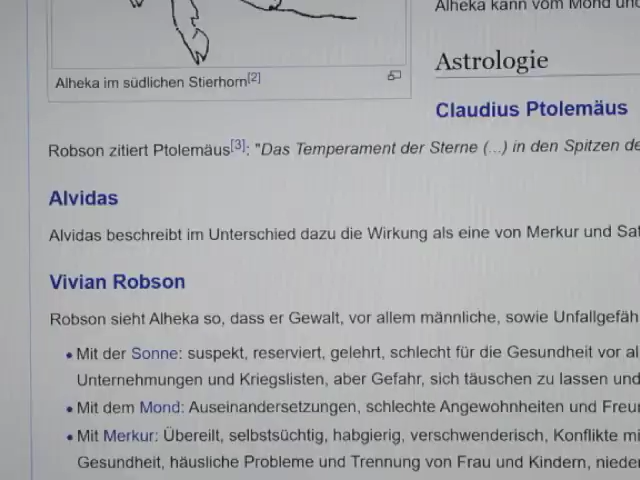 Alheka kann vom Mond und
Alheka im südlichen Stierhorn[2]
Astrologie
Claudius Ptolemäus
Robson zitiert Ptolemäus[3]: "Das Temperament der Sterne (...) in den Spitzen de
Alvidas
Alvidas beschreibt im Unterschied dazu die Wirkung als eine von Merkur und Sat
Vivian Robson
Robson sieht Alheka so, dass er Gewalt, vor allem männliche, sowie Unfallgefäh
• Mit der Sonne: suspekt, reserviert, gelehrt, schlecht für die Gesundheit vor al
Unternehmungen und Kriegslisten, aber Gefahr, sich täuschen zu lassen und
• Mit dem Mond: Auseinandersetzungen, schlechte Angewohnheiten und Freu
• Mit Merkur: Übereilt, selbstsüchtig, habgierig, verschwenderisch, Konflikte mi
Gesundheit, häusliche Probleme und Trennung von Frau und Kindern, niede